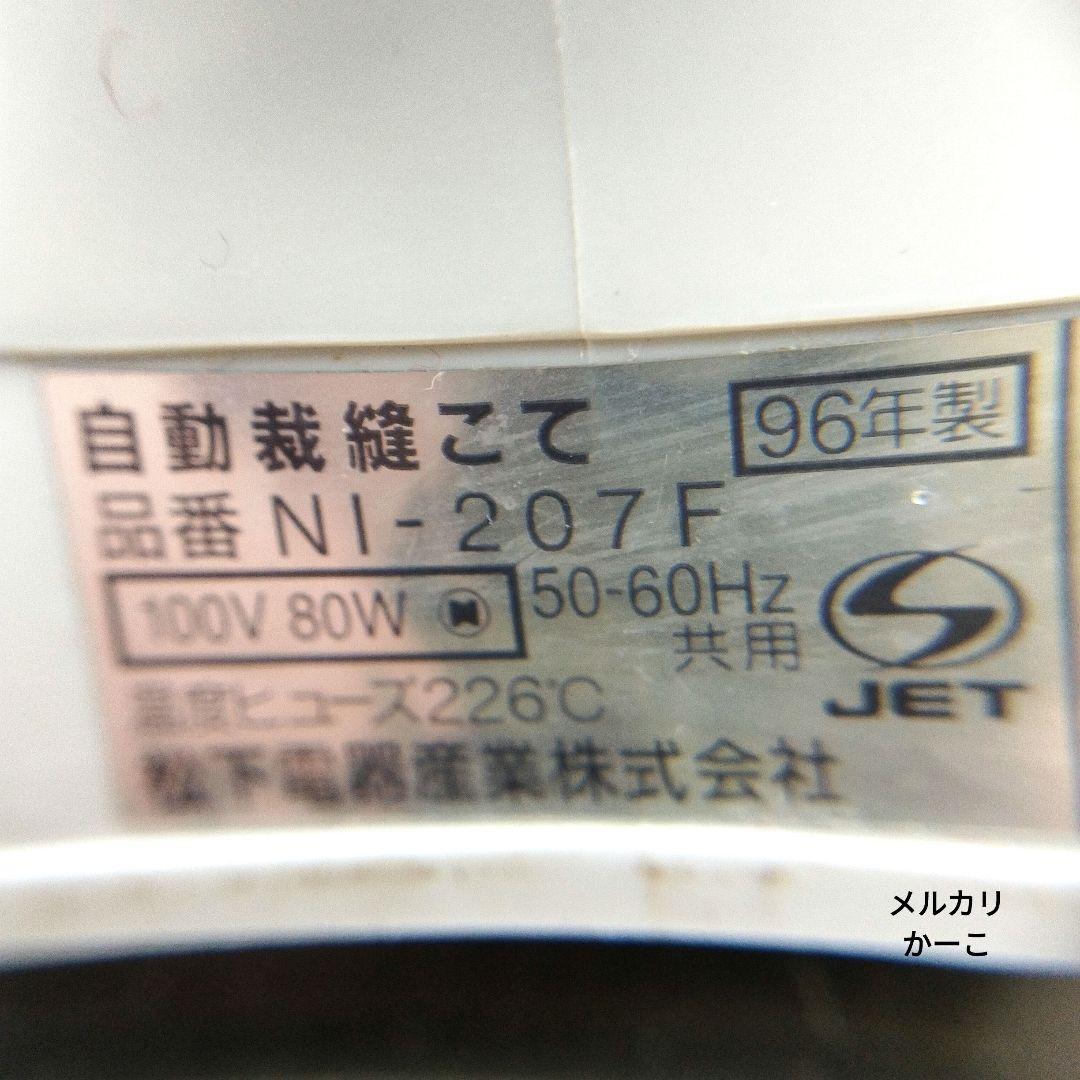 自動裁縫こて
96年製
品番 NI-207F
100V 80W
50-60Hz
共用
JET
温度ヒューズ226℃
松下電器産業株式会社
メルカリ
かーこ